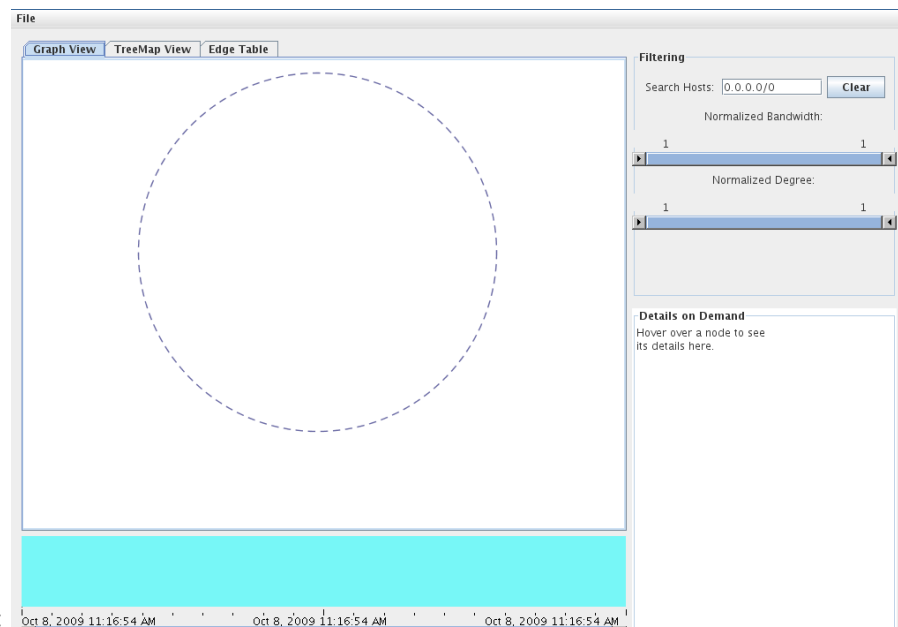 File
Graph View TreeMap View Edge Table
Filtering
Search Hosts: 0.0.0.0/0 Clear
Normalized Bandwidth:
1 1
Normalized Degree:
1 1
Details on Demand
Hover over a node to see
its details here.
Oct 8, 2009 11:16:54 AM Oct 8, 2009 11:16:54 AM Oct 8, 2009 11:16:54 AM